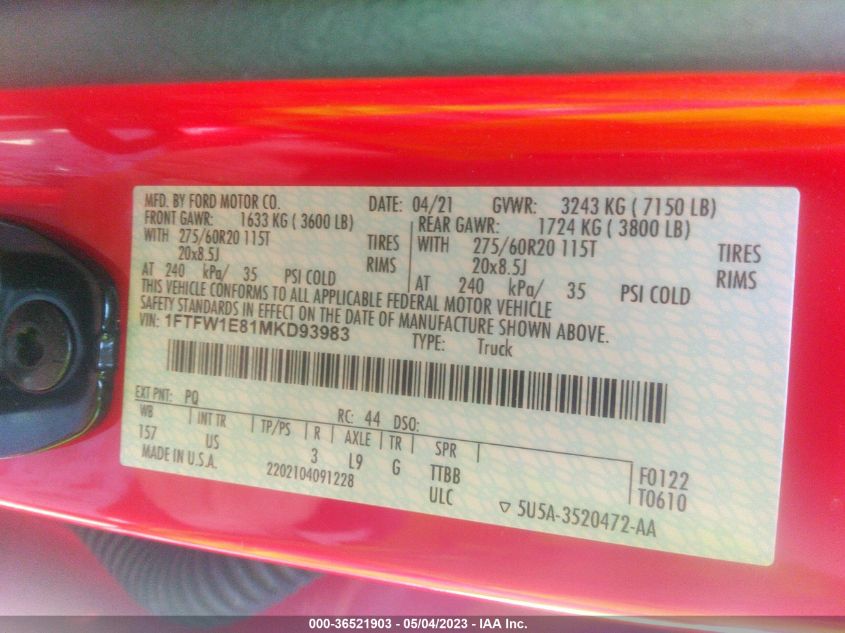 MFD. BY FORD MOTOR CO. DATE: 04/21 GVWR: 3243 KG ( 7150 LB)
FRONT GAWR: 1633 KG ( 3600 LB) REAR GAWR: 1724 KG ( 3800 LB)
WITH 275/60R20 115T TIRES WITH 275/60R20 115T TIRES
20x8.5J RIMS 20x8.5J RIMS
AT 240 kPa/ 35 PSI COLD AT 240 kPa/ 35 PSI COLD
THIS VEHICLE CONFORMS TO ALL APPLICABLE FEDERAL MOTOR VEHICLE
SAFETY STANDARDS IN EFFECT ON THE DATE OF MANUFACTURE SHOWN ABOVE.
VIN: 1FTFW1E81MKD93983 TYPE: Truck
EXT PNT: PQ RC: 44 DSO:
WB INT TR TP/PS R AXLE TR SPR
157 US 3 L9 G TTBB F0122
MADE IN U.S.A. 2202104091228 ULC T0610
5U5A-3520472-AA
000-36521903 - 05/04/2023 - IAA Inc.